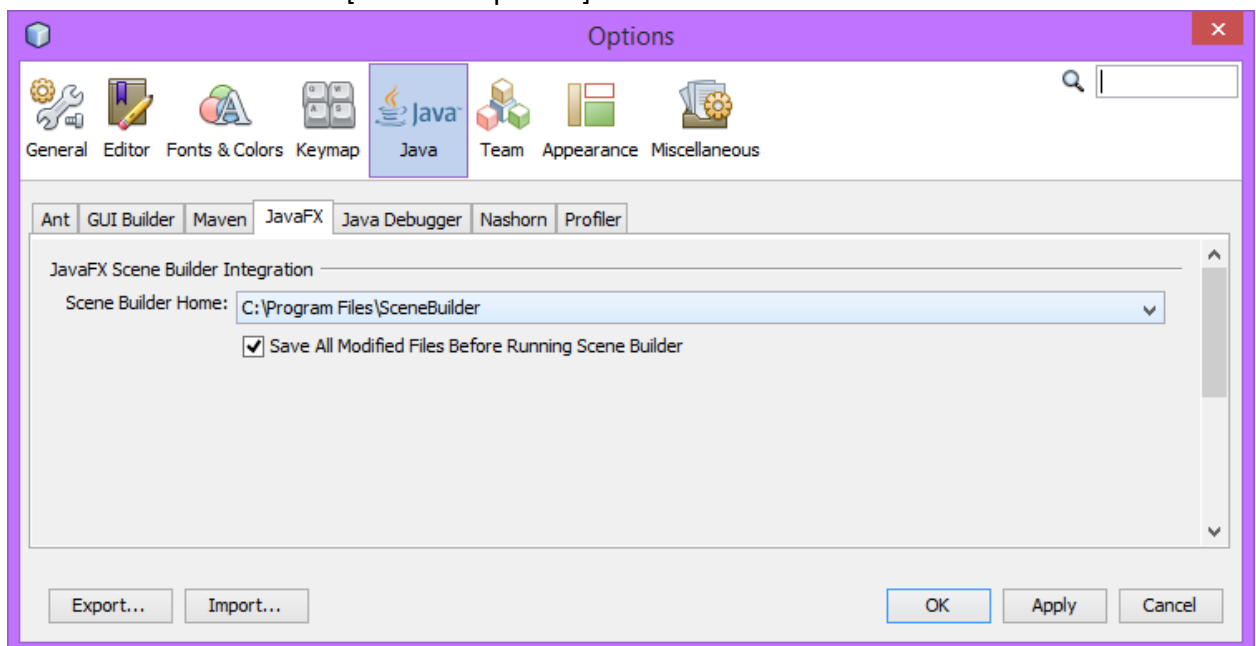 Options
General Editor Fonts & Colors Keymap Java Team Appearance Miscellaneous
Ant GUI Builder Maven JavaFX Java Debugger Nashorn Profiler
JavaFX Scene Builder Integration
Scene Builder Home: C:\Program Files\SceneBuilder
Save All Modified Files Before Running Scene Builder
Export... Import... OK Apply Cancel